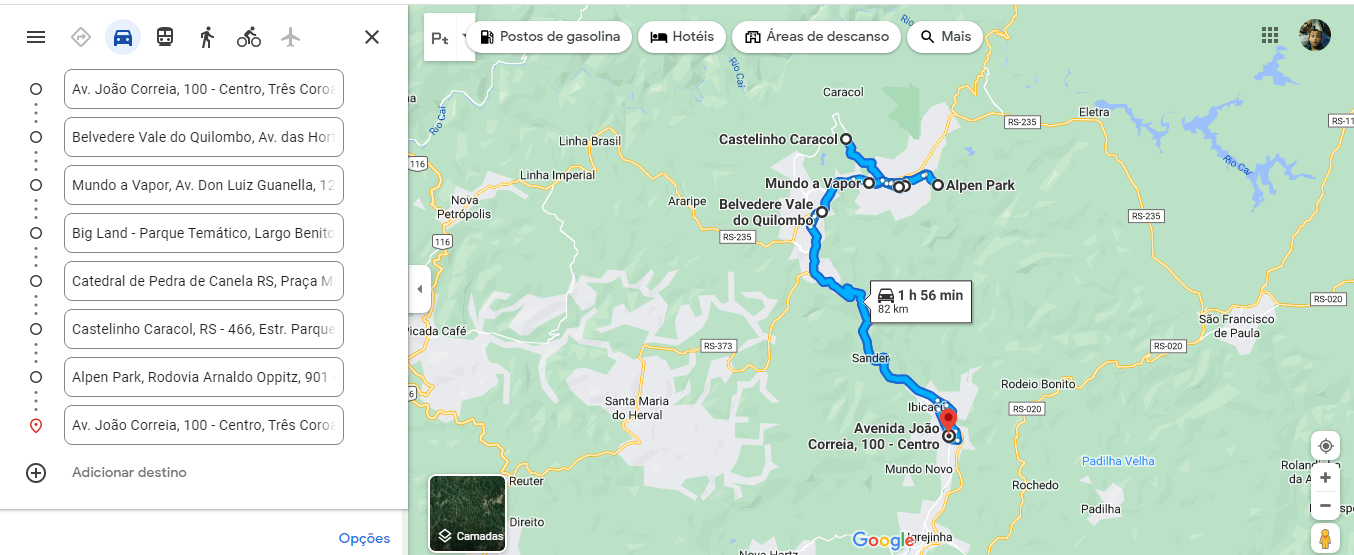 Av. João Correia, 100 - Centro, Três Coroa
Belvedere Vale do Quilombo, Av. das Hort
Mundo a Vapor, Av. Don Luiz Guanella, 12
Big Land - Parque Temático, Largo Benito
Catedral de Pedra de Canela RS, Praça M
Castelinho Caracol, RS - 466, Estr. Parque
Alpen Park, Rodovia Arnaldo Oppitz, 901 -
Av. João Correia, 100 - Centro, Três Coroa
Adicionar destino
Opções
Pt
Postos de gasolina
Hotéis
Áreas de descanso
Mais
Rio Caí
Rio Caí
Caracol
Eletra
RS-235
RS-11
Rio Caí
Castelinho Caracol
Linha Brasil
116
Linha Imperial
Mundo a Vapor
Alpen Park
Rio Caí
Nova
Petrópolis
Araripe
Belvedere Vale
do Quilombo
RS-235
RS-235
116
1 h 56 min
82 km
RS-020
São Francisco
de Paula
Picada Café
RS-373
RS-020
Sander
Rodeio Bonito
Santa Maria
do Herval
Ibicacu
RS-020
Avenida João
Correia, 100 - Centro
Mundo Novo
Padilha Velha
Reuter
Rochedo
Padilha
Direito
Camadas
Google
Igrejinha
Nova Hartz